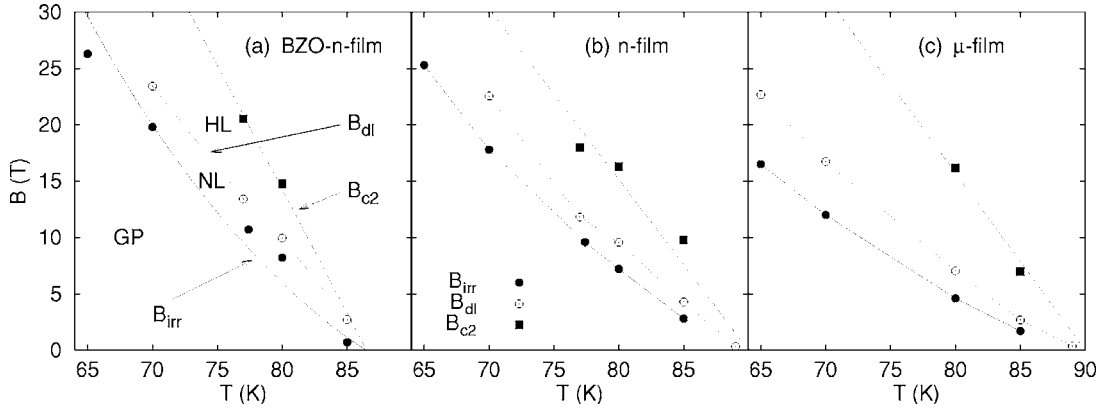 30
25
20
15
10
5
0
B (T)
(a) BZO-n-film
HL
B_dl
NL
B_c2
GP
B_irr
65 70 75 80 85
T (K)
(b) n-film
B_irr
B_dl
B_c2
65 70 75 80 85
T (K)
(c) μ-film
65 70 75 80 85 90
T (K)